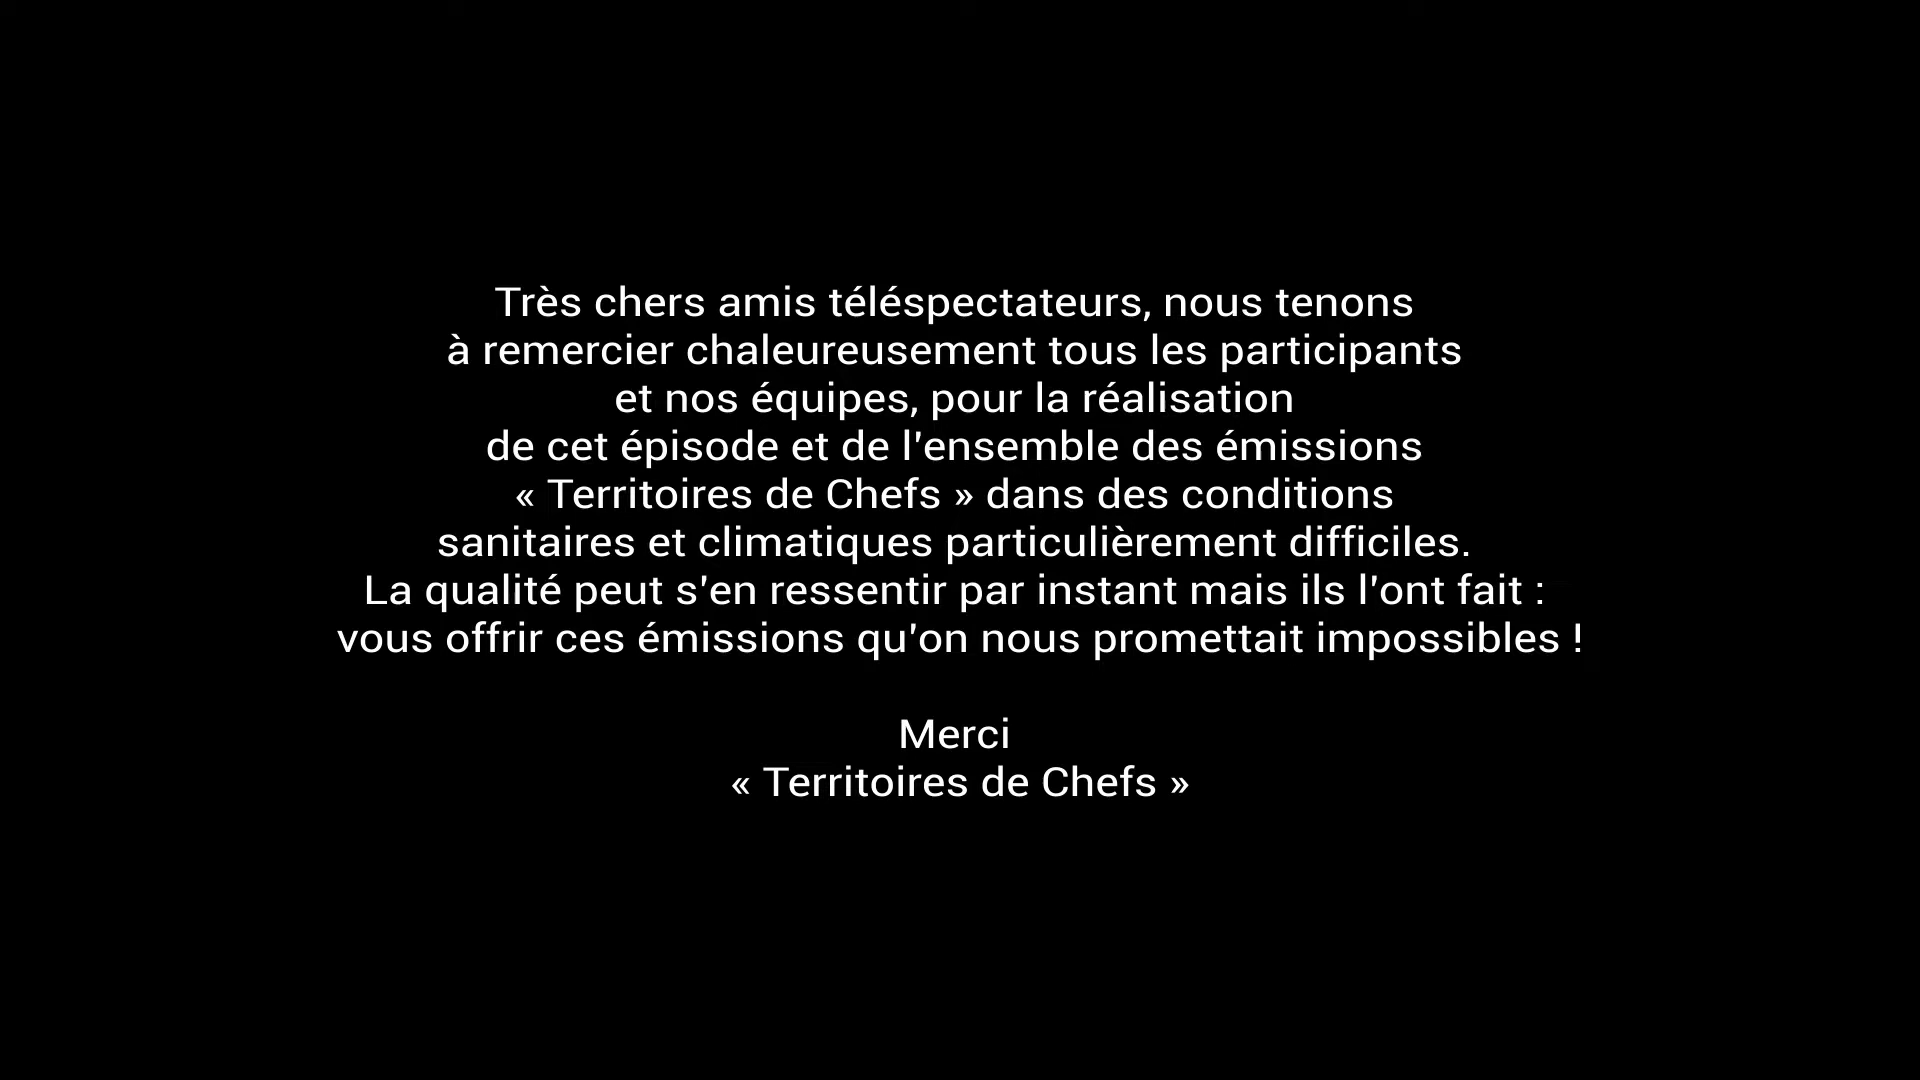 Très chers amis téléspectateurs, nous tenons
à remercier chaleureusement tous les participants
et nos équipes, pour la réalisation
de cet épisode et de l'ensemble des émissions
« Territoires de Chefs » dans des conditions
sanitaires et climatiques particulièrement difficiles.
La qualité peut s'en ressentir par instant mais ils l'ont fait :
vous offrir ces émissions qu'on nous promettait impossibles !
Merci
« Territoires de Chefs »